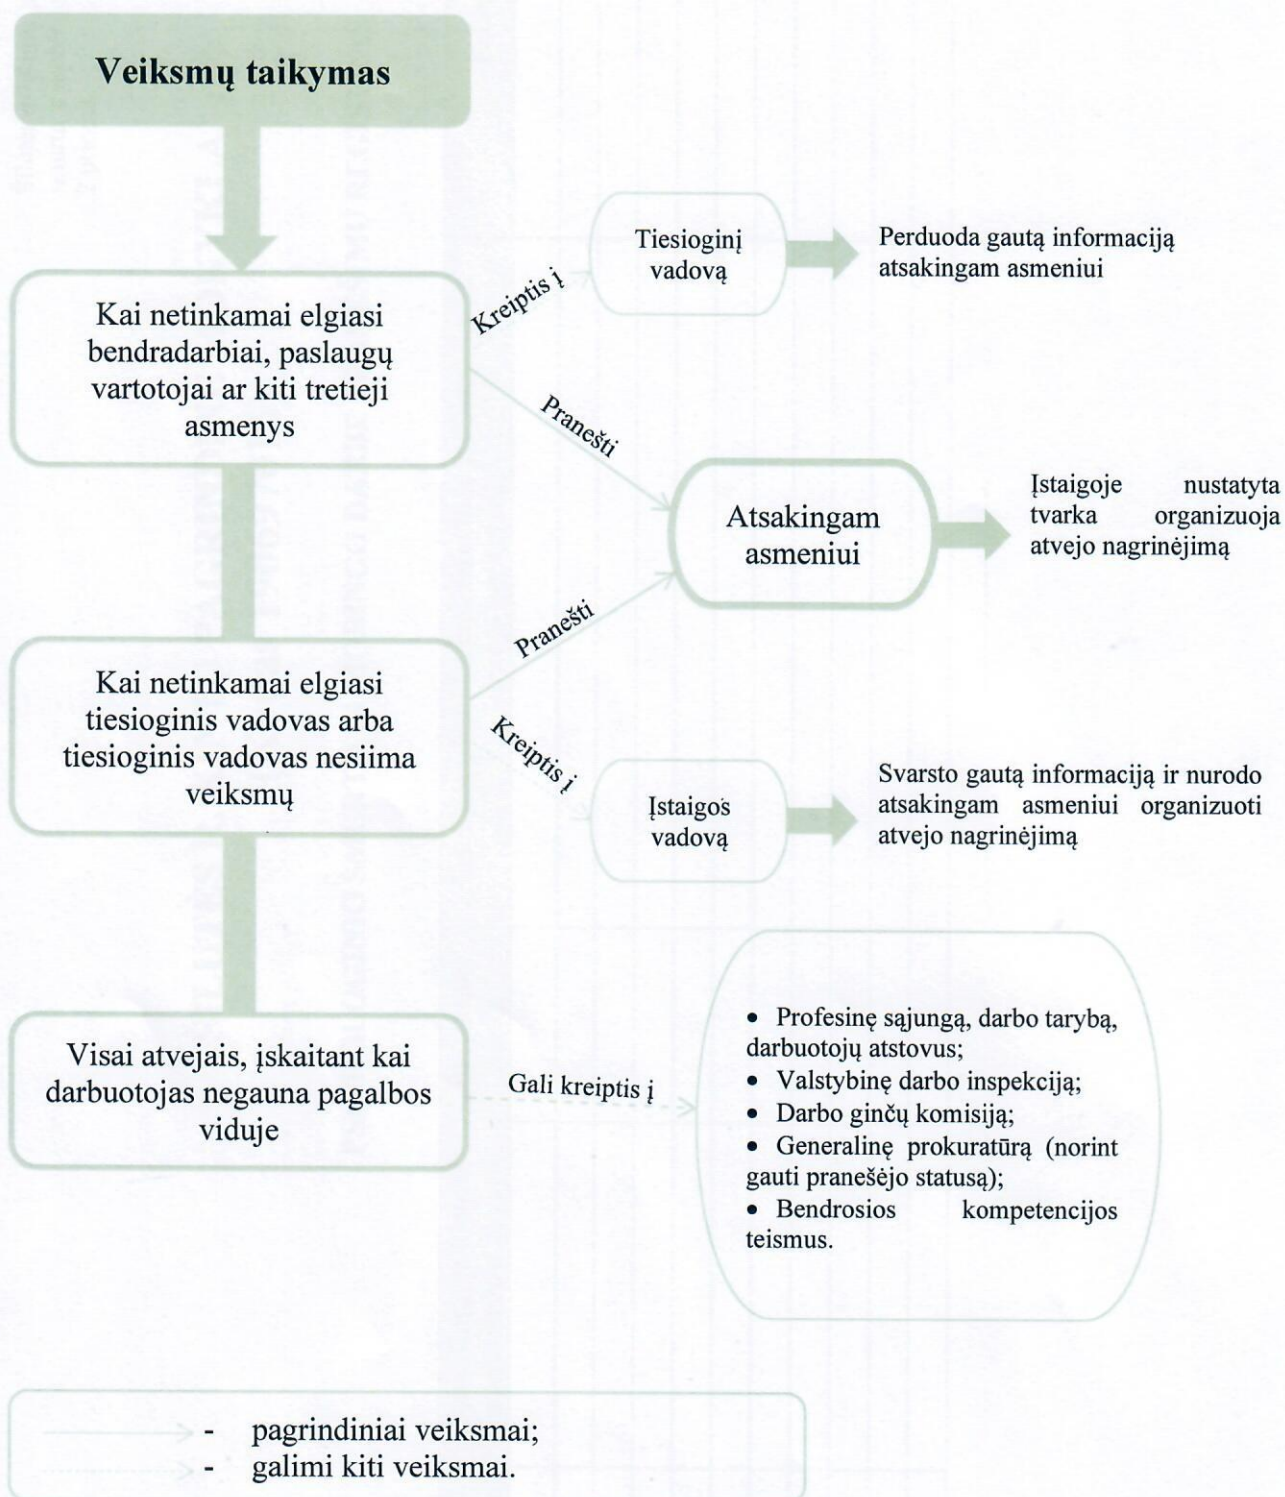 Veiksmų taikymas
Kai netinkamai elgiasi
bendradarbiai, paslaugų
vartotojai ar kiti tretieji
asmenys
Kreiptis į
Tiesioginį
vadovą
Perduoda gautą informaciją
atsakingam asmeniui
Pranešti
Atsakingam
asmeniui
Įstaigoje nustatyta
tvarka organizuoja
atvejo nagrinėjimą
Pranešti
Kai netinkamai elgiasi
tiesioginis vadovas arba
tiesioginis vadovas nesiima
veiksmų
Kreiptis į
Įstaigos
vadovą
Svarsto gautą informaciją ir nurodo
atsakingam asmeniui organizuoti
atvejo nagrinėjimą
Visai atvejais, įskaitant kai
darbuotojas negauna pagalbos
viduje
Gali kreiptis į
• Profesinę sąjungą, darbo tarybą,
darbuotojų atstovus;
• Valstybinę darbo inspekciją;
• Darbo ginčų komisiją;
• Generalinę prokuratūrą (norint
gauti pranešėjo statusą);
• Bendrosios kompetencijos
teismus.
- pagrindiniai veiksmai;
- galimi kiti veiksmai.